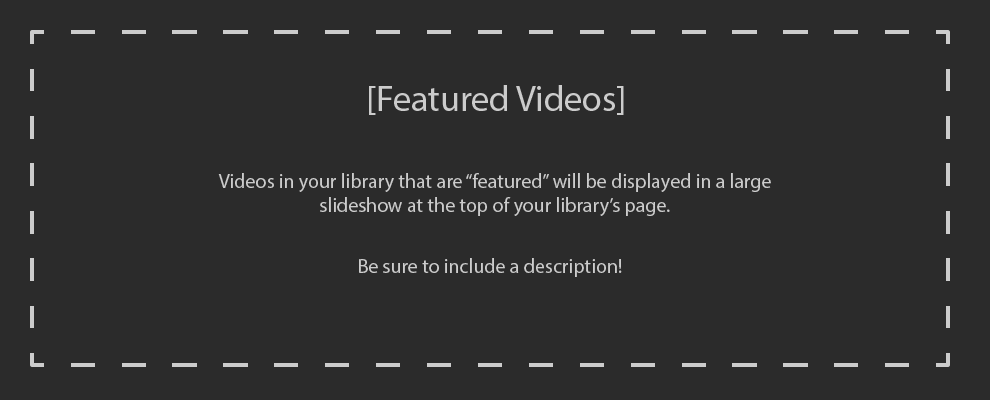 [Featured Videos]
Videos in your library that are “featured” will be displayed in a large
slideshow at the top of your library’s page.
Be sure to include a description!